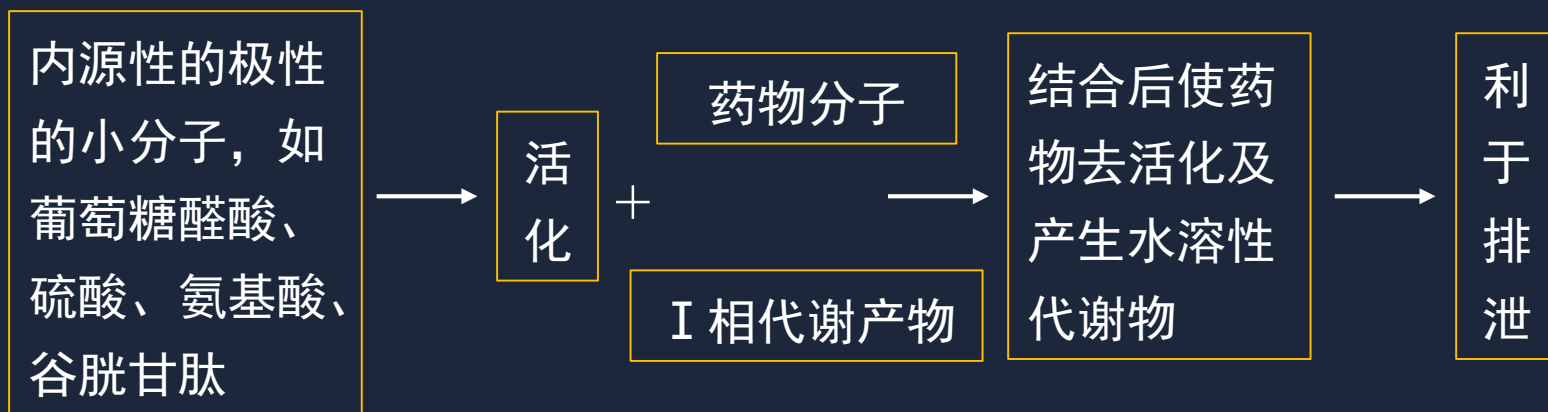 内源性的极性
的小分子，如
葡萄糖醛酸、
硫酸、氨基酸、
谷胱甘肽
活
化
+
药物分子
Ⅰ相代谢产物
结合后使药
物去活化及
产生水溶性
代谢物
利
于
排
泄